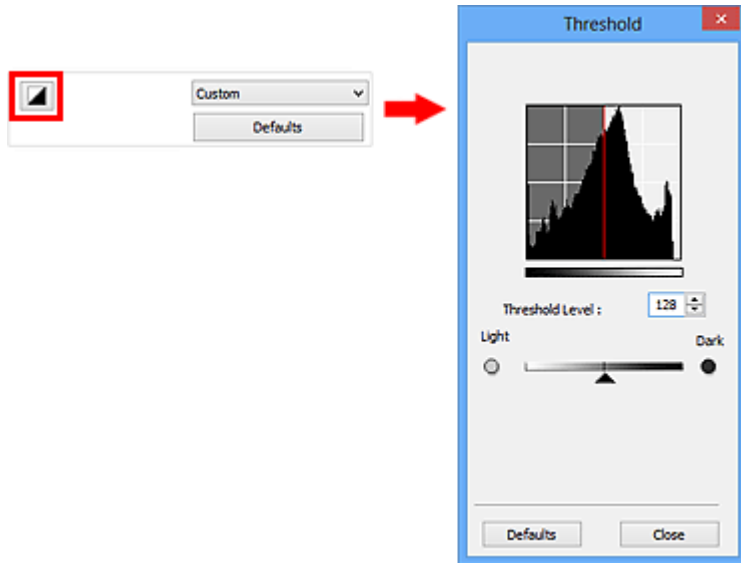 Custom
Defaults
Threshold
Threshold Level :
128
Light
Dark
Defaults
Close